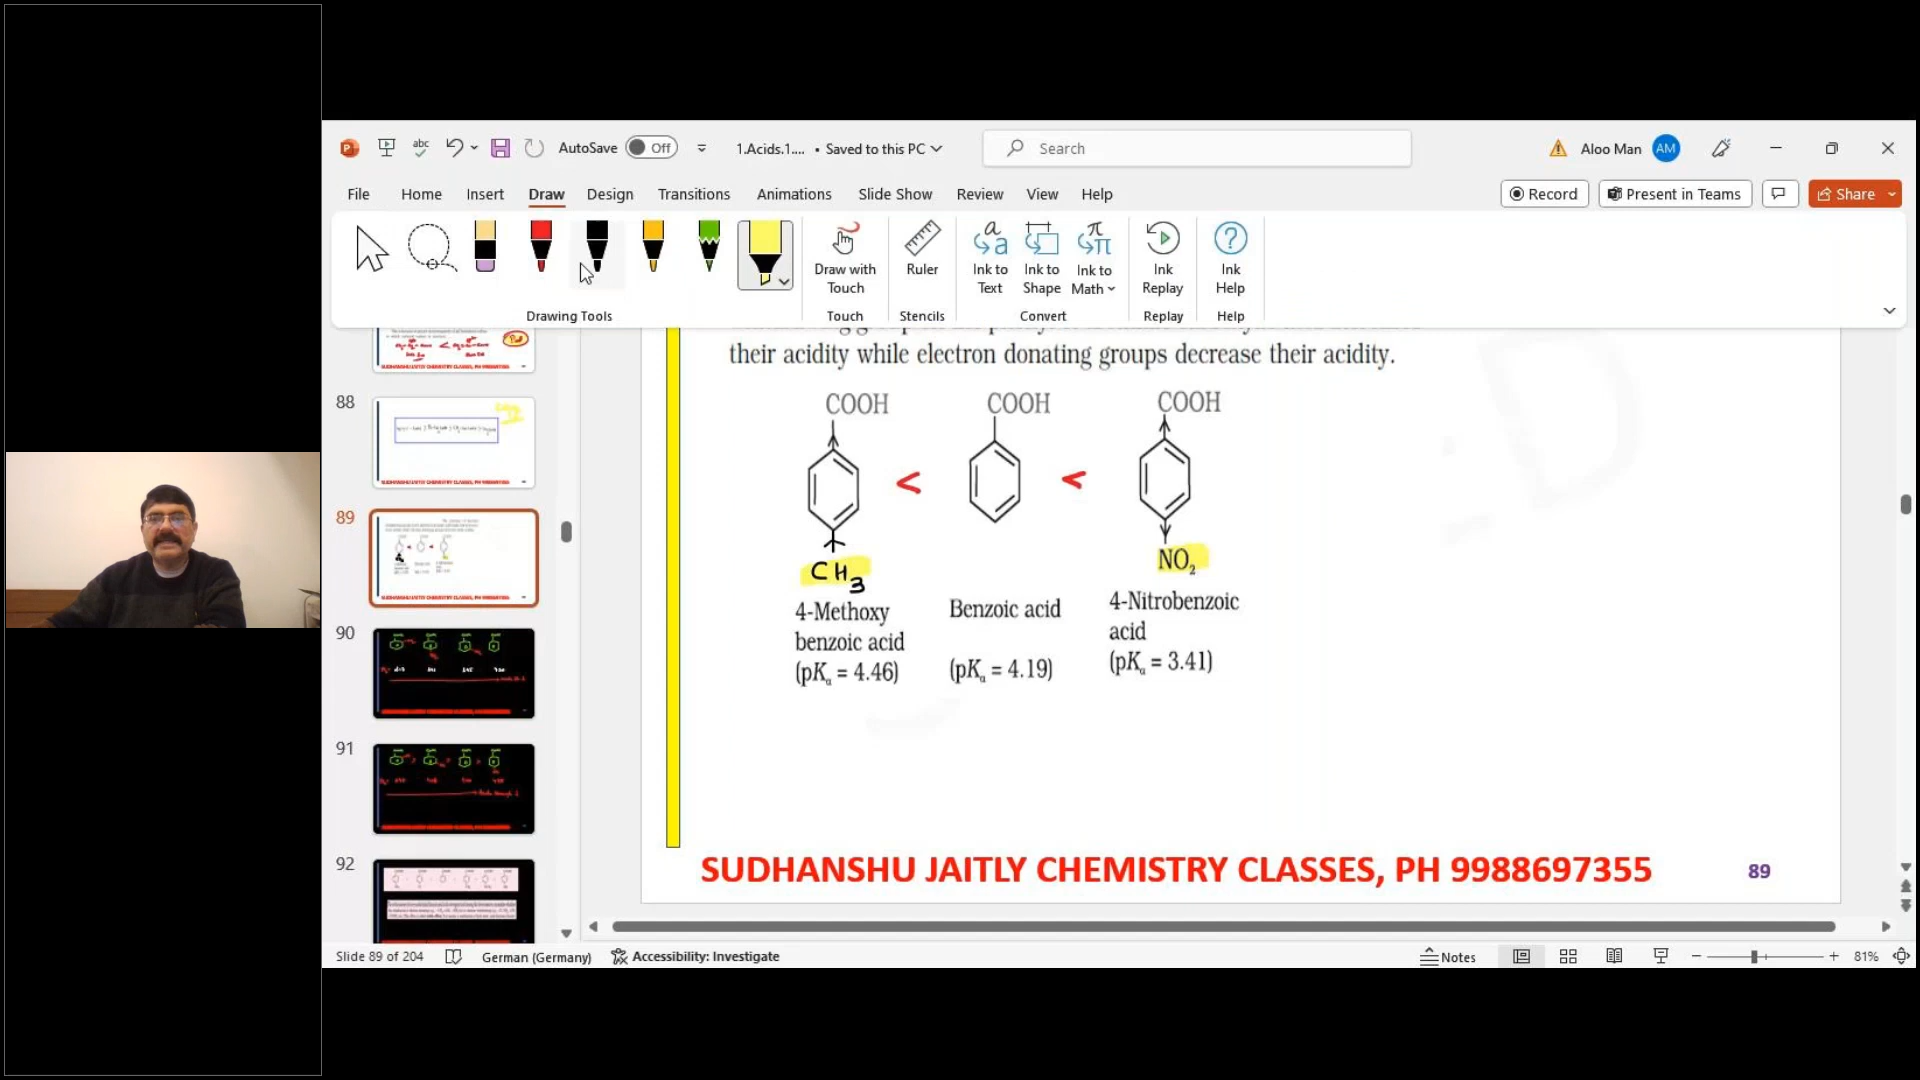 AutoSave Off 1.Acids.1.... • Saved to this PC Search Aloo Man AM
File Home Insert Draw Design Transitions Animations Slide Show Review View Help Record Present in Teams Share
Draw with Touch Ruler Ink to Text Ink to Shape Ink to Math Ink Replay Ink Help
Drawing Tools Touch Stencils Convert Replay Help
88
89
90
91
92
their acidity while electron donating groups decrease their acidity.
COOH COOH COOH
< <
CH3 NO2
4-Methoxy
benzoic acid
(pKa = 4.46)
Benzoic acid
(pKa = 4.19)
4-Nitrobenzoic
acid
(pKa = 3.41)
SUDHANSHU JAITLY CHEMISTRY CLASSES, PH 9988697355 89
Slide 89 of 204 German (Germany) Accessibility: Investigate Notes 81%